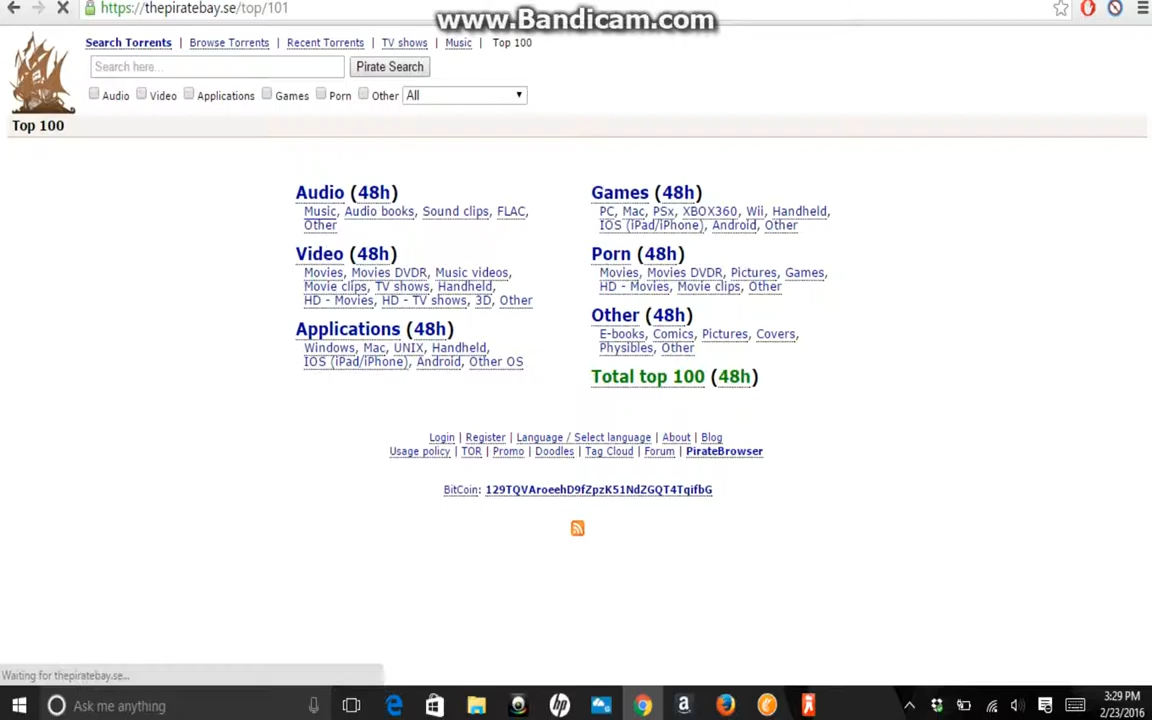 https://thepiratebay.se/top/101
www.Bandicam.com
Search Torrents | Browse Torrents | Recent Torrents | TV shows | Music | Top 100
Search here... Pirate Search
Audio Video Applications Games Porn Other All
Top 100
Audio (48h)
Music, Audio books, Sound clips, FLAC,
Other
Video (48h)
Movies, Movies DVDR, Music videos,
Movie clips, TV shows, Handheld,
HD - Movies, HD - TV shows, 3D, Other
Applications (48h)
Windows, Mac, UNIX, Handheld,
IOS (iPad/iPhone), Android, Other OS
Games (48h)
PC, Mac, PSx, XBOX360, Wii, Handheld,
IOS (iPad/iPhone), Android, Other
Porn (48h)
Movies, Movies DVDR, Pictures, Games,
HD - Movies, Movie clips, Other
Other (48h)
E-books, Comics, Pictures, Covers,
Physibles, Other
Total top 100 (48h)
Login | Register | Language / Select language | About | Blog
Usage policy | TOR | Promo | Doodles | Tag Cloud | Forum | PirateBrowser
BitCoin: 129TQVAroeehD9fZpzK51NdZGQT4TqifbG
Waiting for thepiratebay.se...
Ask me anything
3:29 PM
2/23/2016